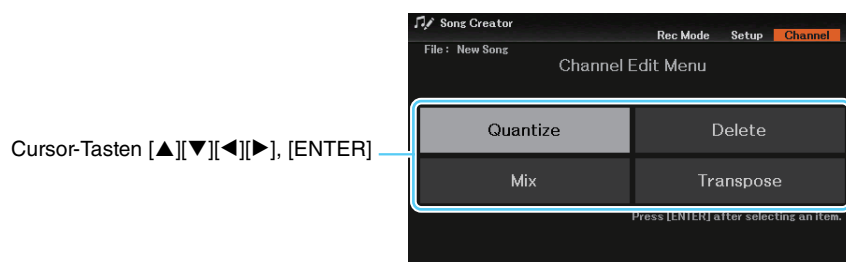 Song Creator
Rec Mode Setup Channel
File : New Song
Channel Edit Menu
Quantize Delete
Cursor-Tasten [▲][▼][◀][▶], [ENTER]
Mix Transpose
Press [ENTER] after selecting an item.